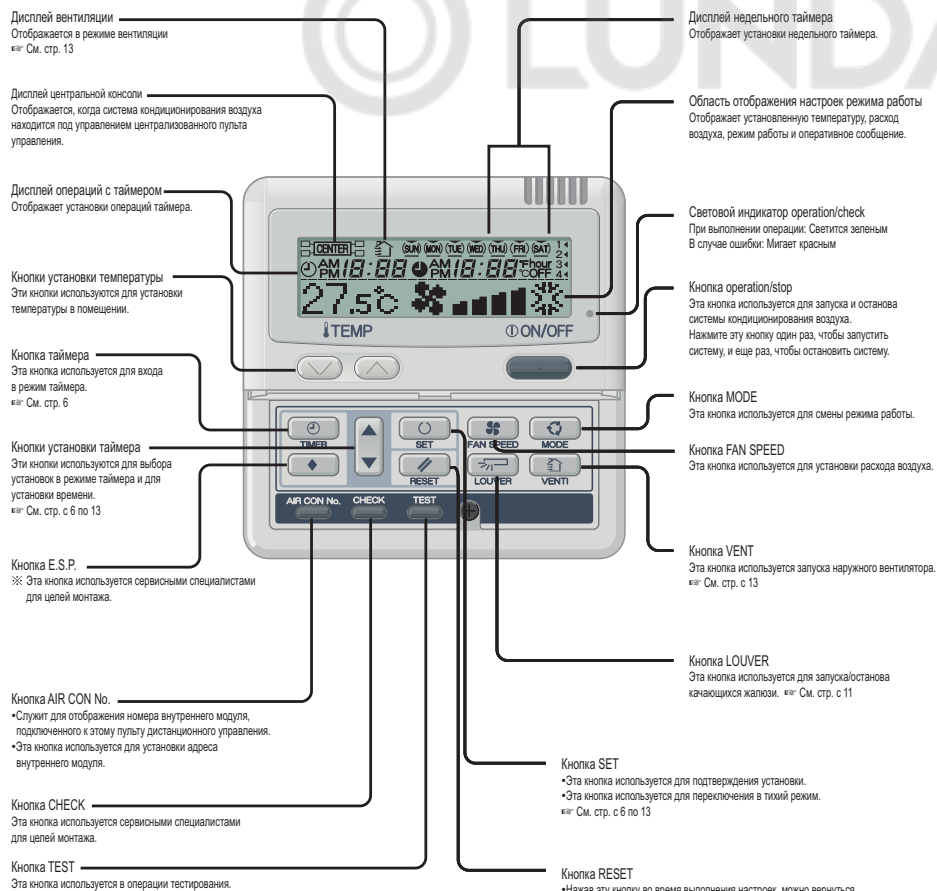 LUNDA
Дисплей вентиляции
Отображается в режиме вентиляции
☞ См. стр. 13
Дисплей центральной консоли
Отображается, когда система кондиционирования воздуха
находится под управлением централизованного пульта
управления.
Дисплей операций с таймером
Отображает установки операций таймера.
Кнопки установки температуры
Эти кнопки используются для установки
температуры в помещении.
Кнопка таймера
Эта кнопка используется для входа
в режим таймера.
☞ См. стр. 6
Кнопки установки таймера
Эти кнопки используются для выбора
установок в режиме таймера и для
установки времени.
☞ См. стр. с 6 по 13
Кнопка E.S.P.
※ Эта кнопка используется сервисными специалистами
для целей монтажа.
Кнопка AIR CON No.
•Служит для отображения номера внутреннего модуля,
подключенного к этому пульту дистанционного управления.
•Эта кнопка используется для установки адреса
внутреннего модуля.
Кнопка CHECK
Эта кнопка используется сервисными специалистами
для целей монтажа.
Кнопка TEST
Эта кнопка используется в операции тестирования.
CENTER SUN MON TUE WED THU FRI SAT 1 2 3 4
AM PM 18:88 AM PM 18:88 °F °C hour OFF
27.5°C
TEMP
ON/OFF
TIMER
SET
FAN SPEED
MODE
RESET
LOUVER
VENTI
AIR CON No.
CHECK
TEST
Дисплей недельного таймера
Отображает установки недельного таймера.
Область отображения настроек режима работы
Отображает установленную температуру, расход
воздуха, режим работы и оперативное сообщение.
Световой индикатор operation/check
При выполнении операции: Светится зеленым
В случае ошибки: Мигает красным
Кнопка operation/stop
Эта кнопка используется для запуска и останова
системы кондиционирования воздуха.
Нажмите эту кнопку один раз, чтобы запустить
систему, и еще раз, чтобы остановить систему.
Кнопка MODE
Эта кнопка используется для смены режима работы.
Кнопка FAN SPEED
Эта кнопка используется для установки расхода воздуха.
Кнопка VENT
Эта кнопка используется запуска наружного вентилятора.
☞ См. стр. с 13
Кнопка LOUVER
Эта кнопка используется для запуска/останова
качающихся жалюзи. ☞ См. стр. с 11
Кнопка SET
•Эта кнопка используется для подтверждения установки.
•Эта кнопка используется для переключения в тихий режим.
☞ См. стр. с 6 по 13
Кнопка RESET
•Нажав эту кнопку во время выполнения настроек, можно вернуться